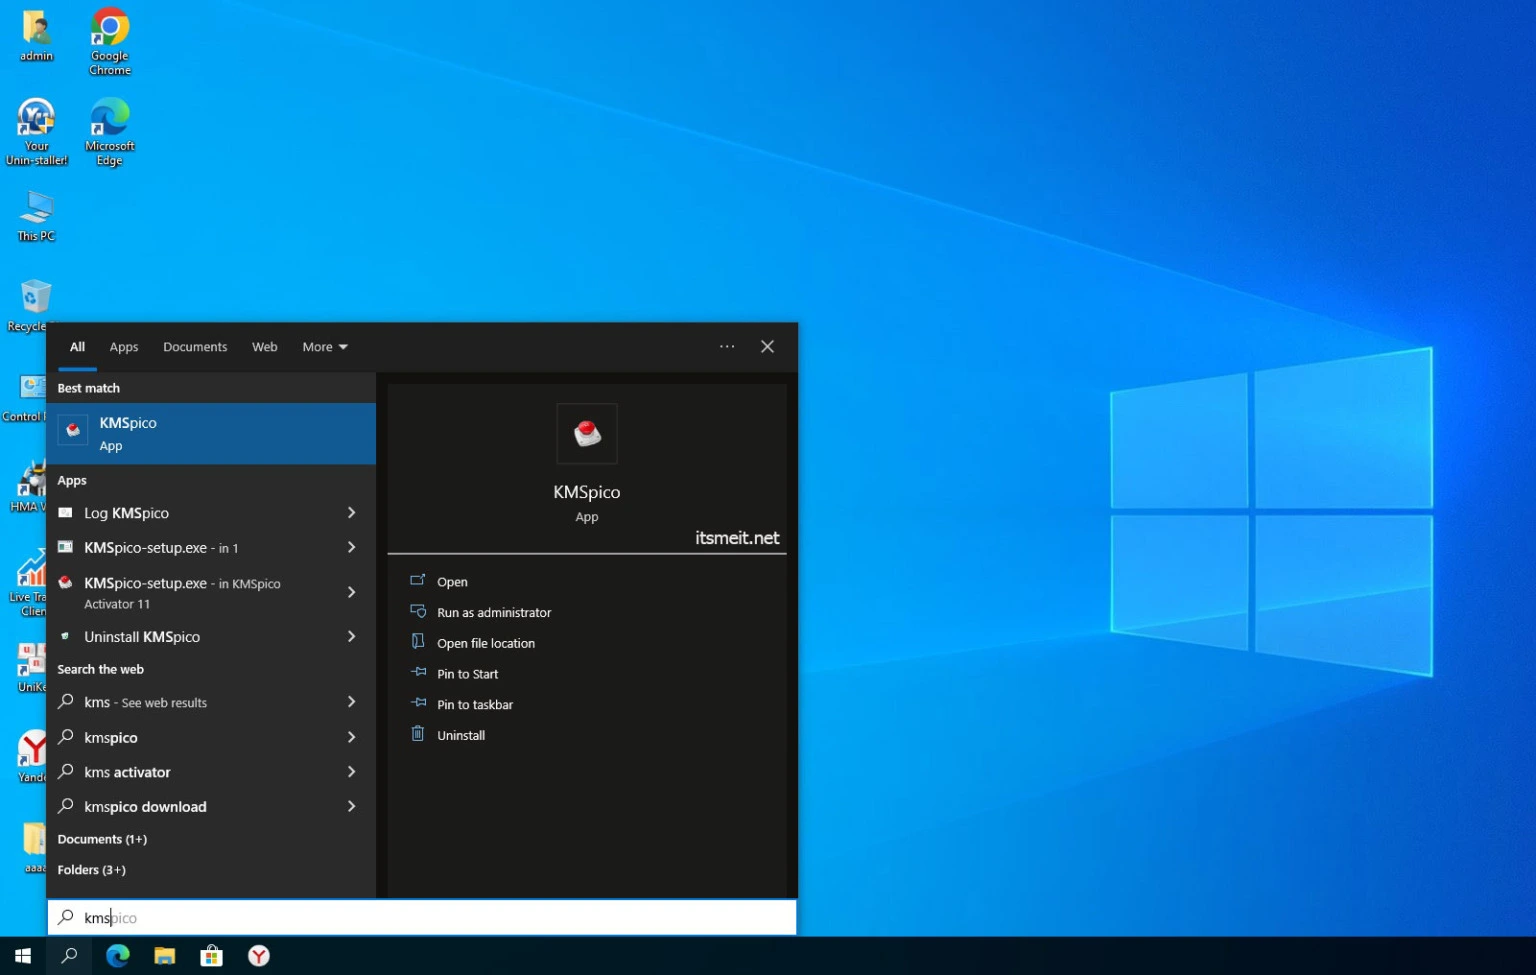 admin
Google
Chrome
Your
Unin-staller!
Microsoft
Edge
This PC
Recycle
Control
HMA
Live Tra
Clien
UniKe
Yande
aaaa
All
Apps
Documents
Web
More
Best match
KMSpico
App
Apps
Log KMSpico
KMSpico-setup.exe - in 1
KMSpico-setup.exe - in KMSpico
Activator 11
Uninstall KMSpico
Search the web
kms - See web results
kmspico
kms activator
kmspico download
Documents (1+)
Folders (3+)
KMSpico
App
itsmeit.net
Open
Run as administrator
Open file location
Pin to Start
Pin to taskbar
Uninstall
kmspico